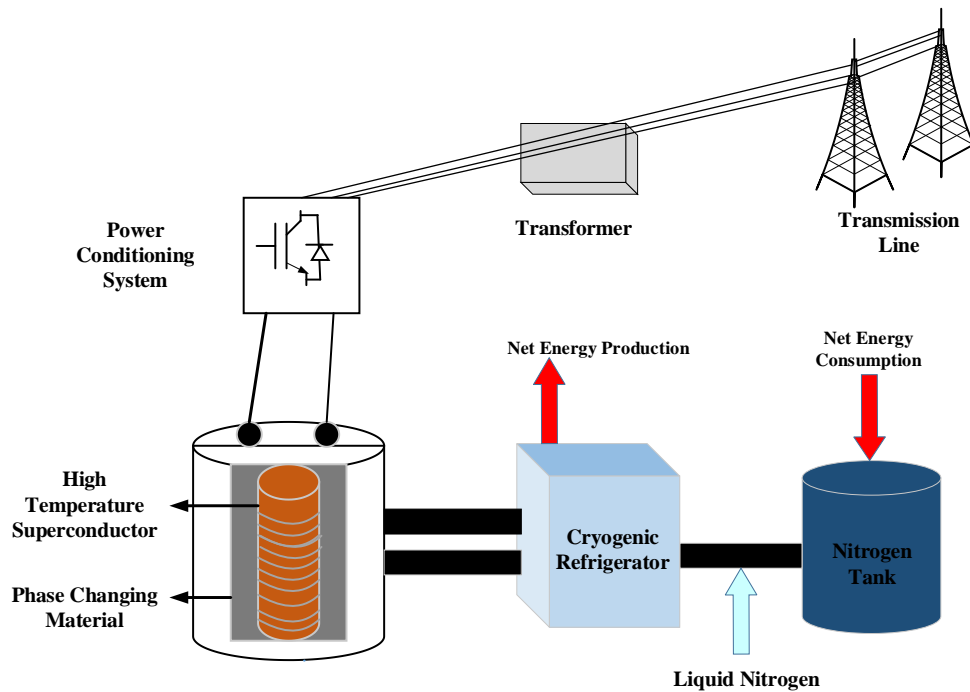 Transformer
Transmission
Line
Power
Conditioning
System
Net Energy Production
Net Energy
Consumption
High
Temperature
Superconductor
Cryogenic
Refrigerator
Nitrogen
Tank
Phase Changing
Material
Liquid Nitrogen